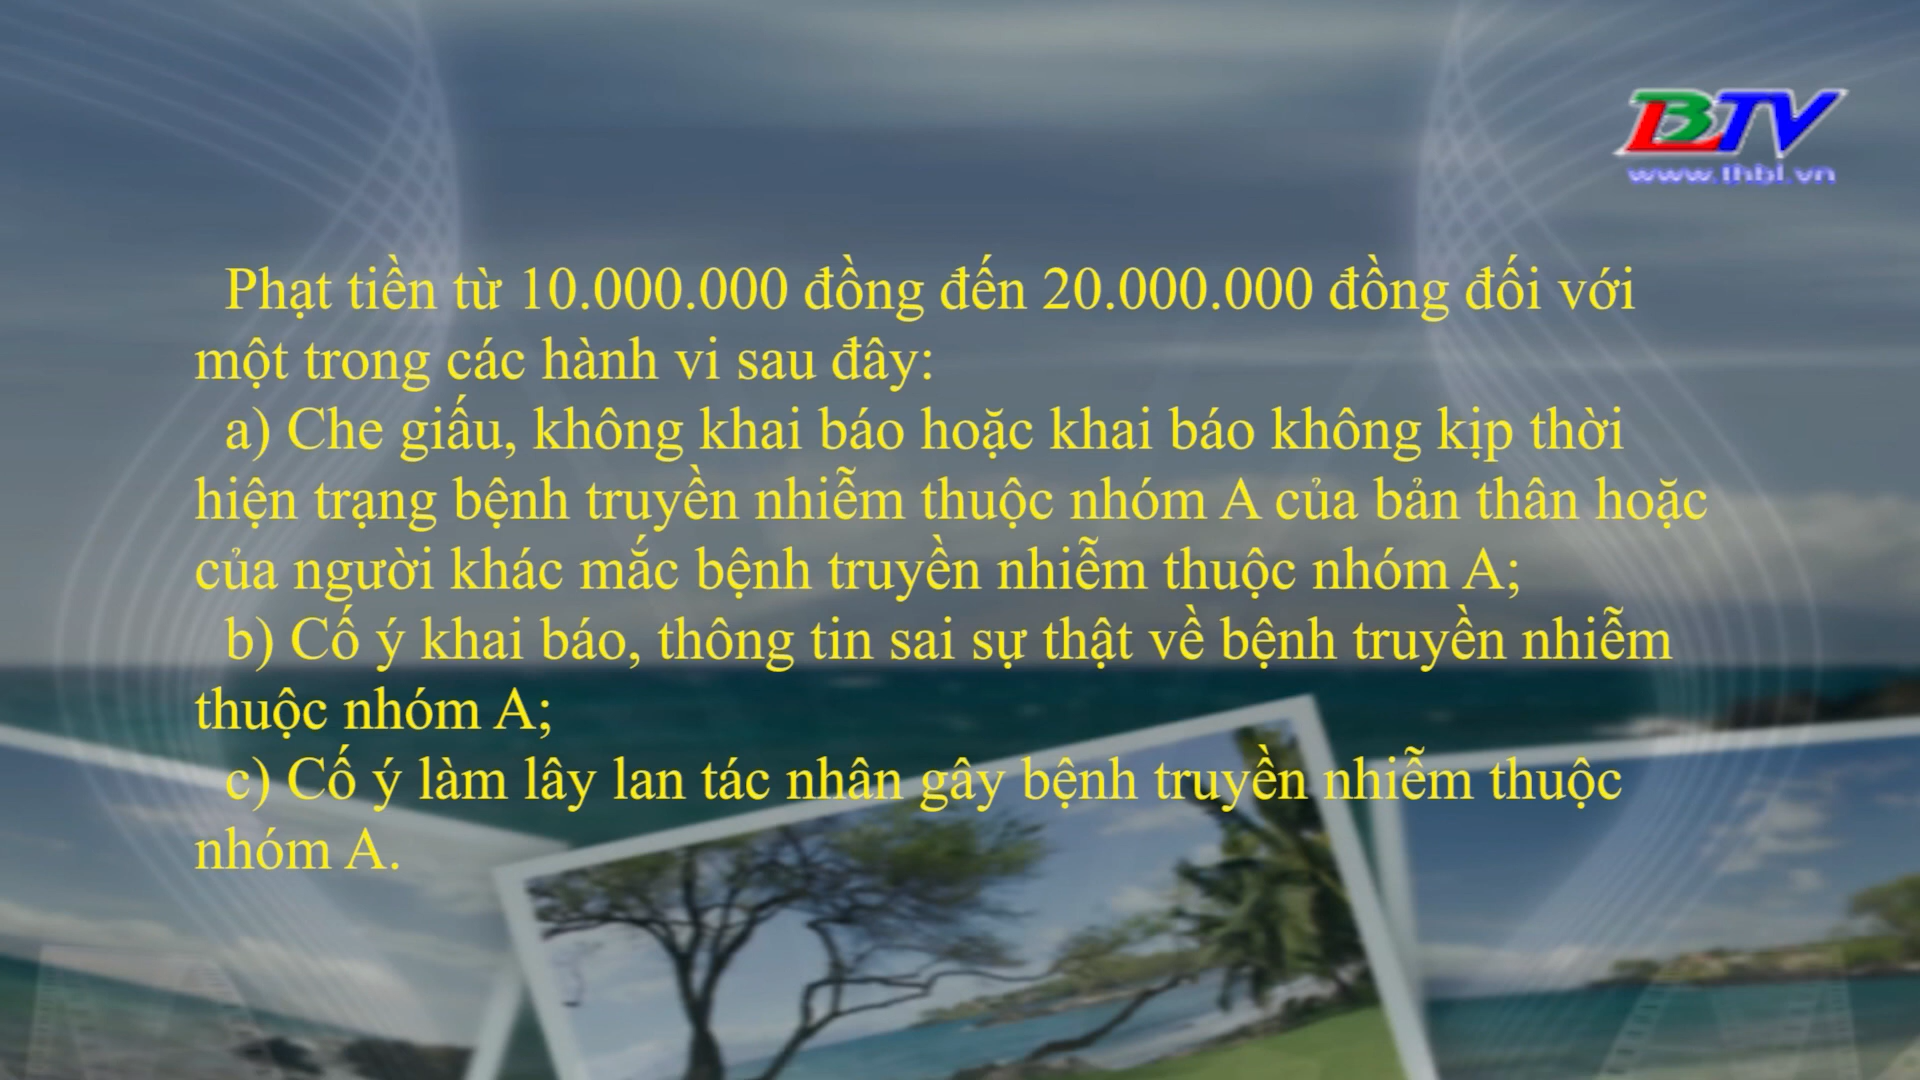 BTV
www.thbl.vn
Phạt tiền từ 10.000.000 đồng đến 20.000.000 đồng đối với
một trong các hành vi sau đây:
a) Che giấu, không khai báo hoặc khai báo không kịp thời
hiện trạng bệnh truyền nhiễm thuộc nhóm A của bản thân hoặc
của người khác mắc bệnh truyền nhiễm thuộc nhóm A;
b) Cố ý khai báo, thông tin sai sự thật về bệnh truyền nhiễm
thuộc nhóm A;
c) Cố ý làm lây lan tác nhân gây bệnh truyền nhiễm thuộc
nhóm A.